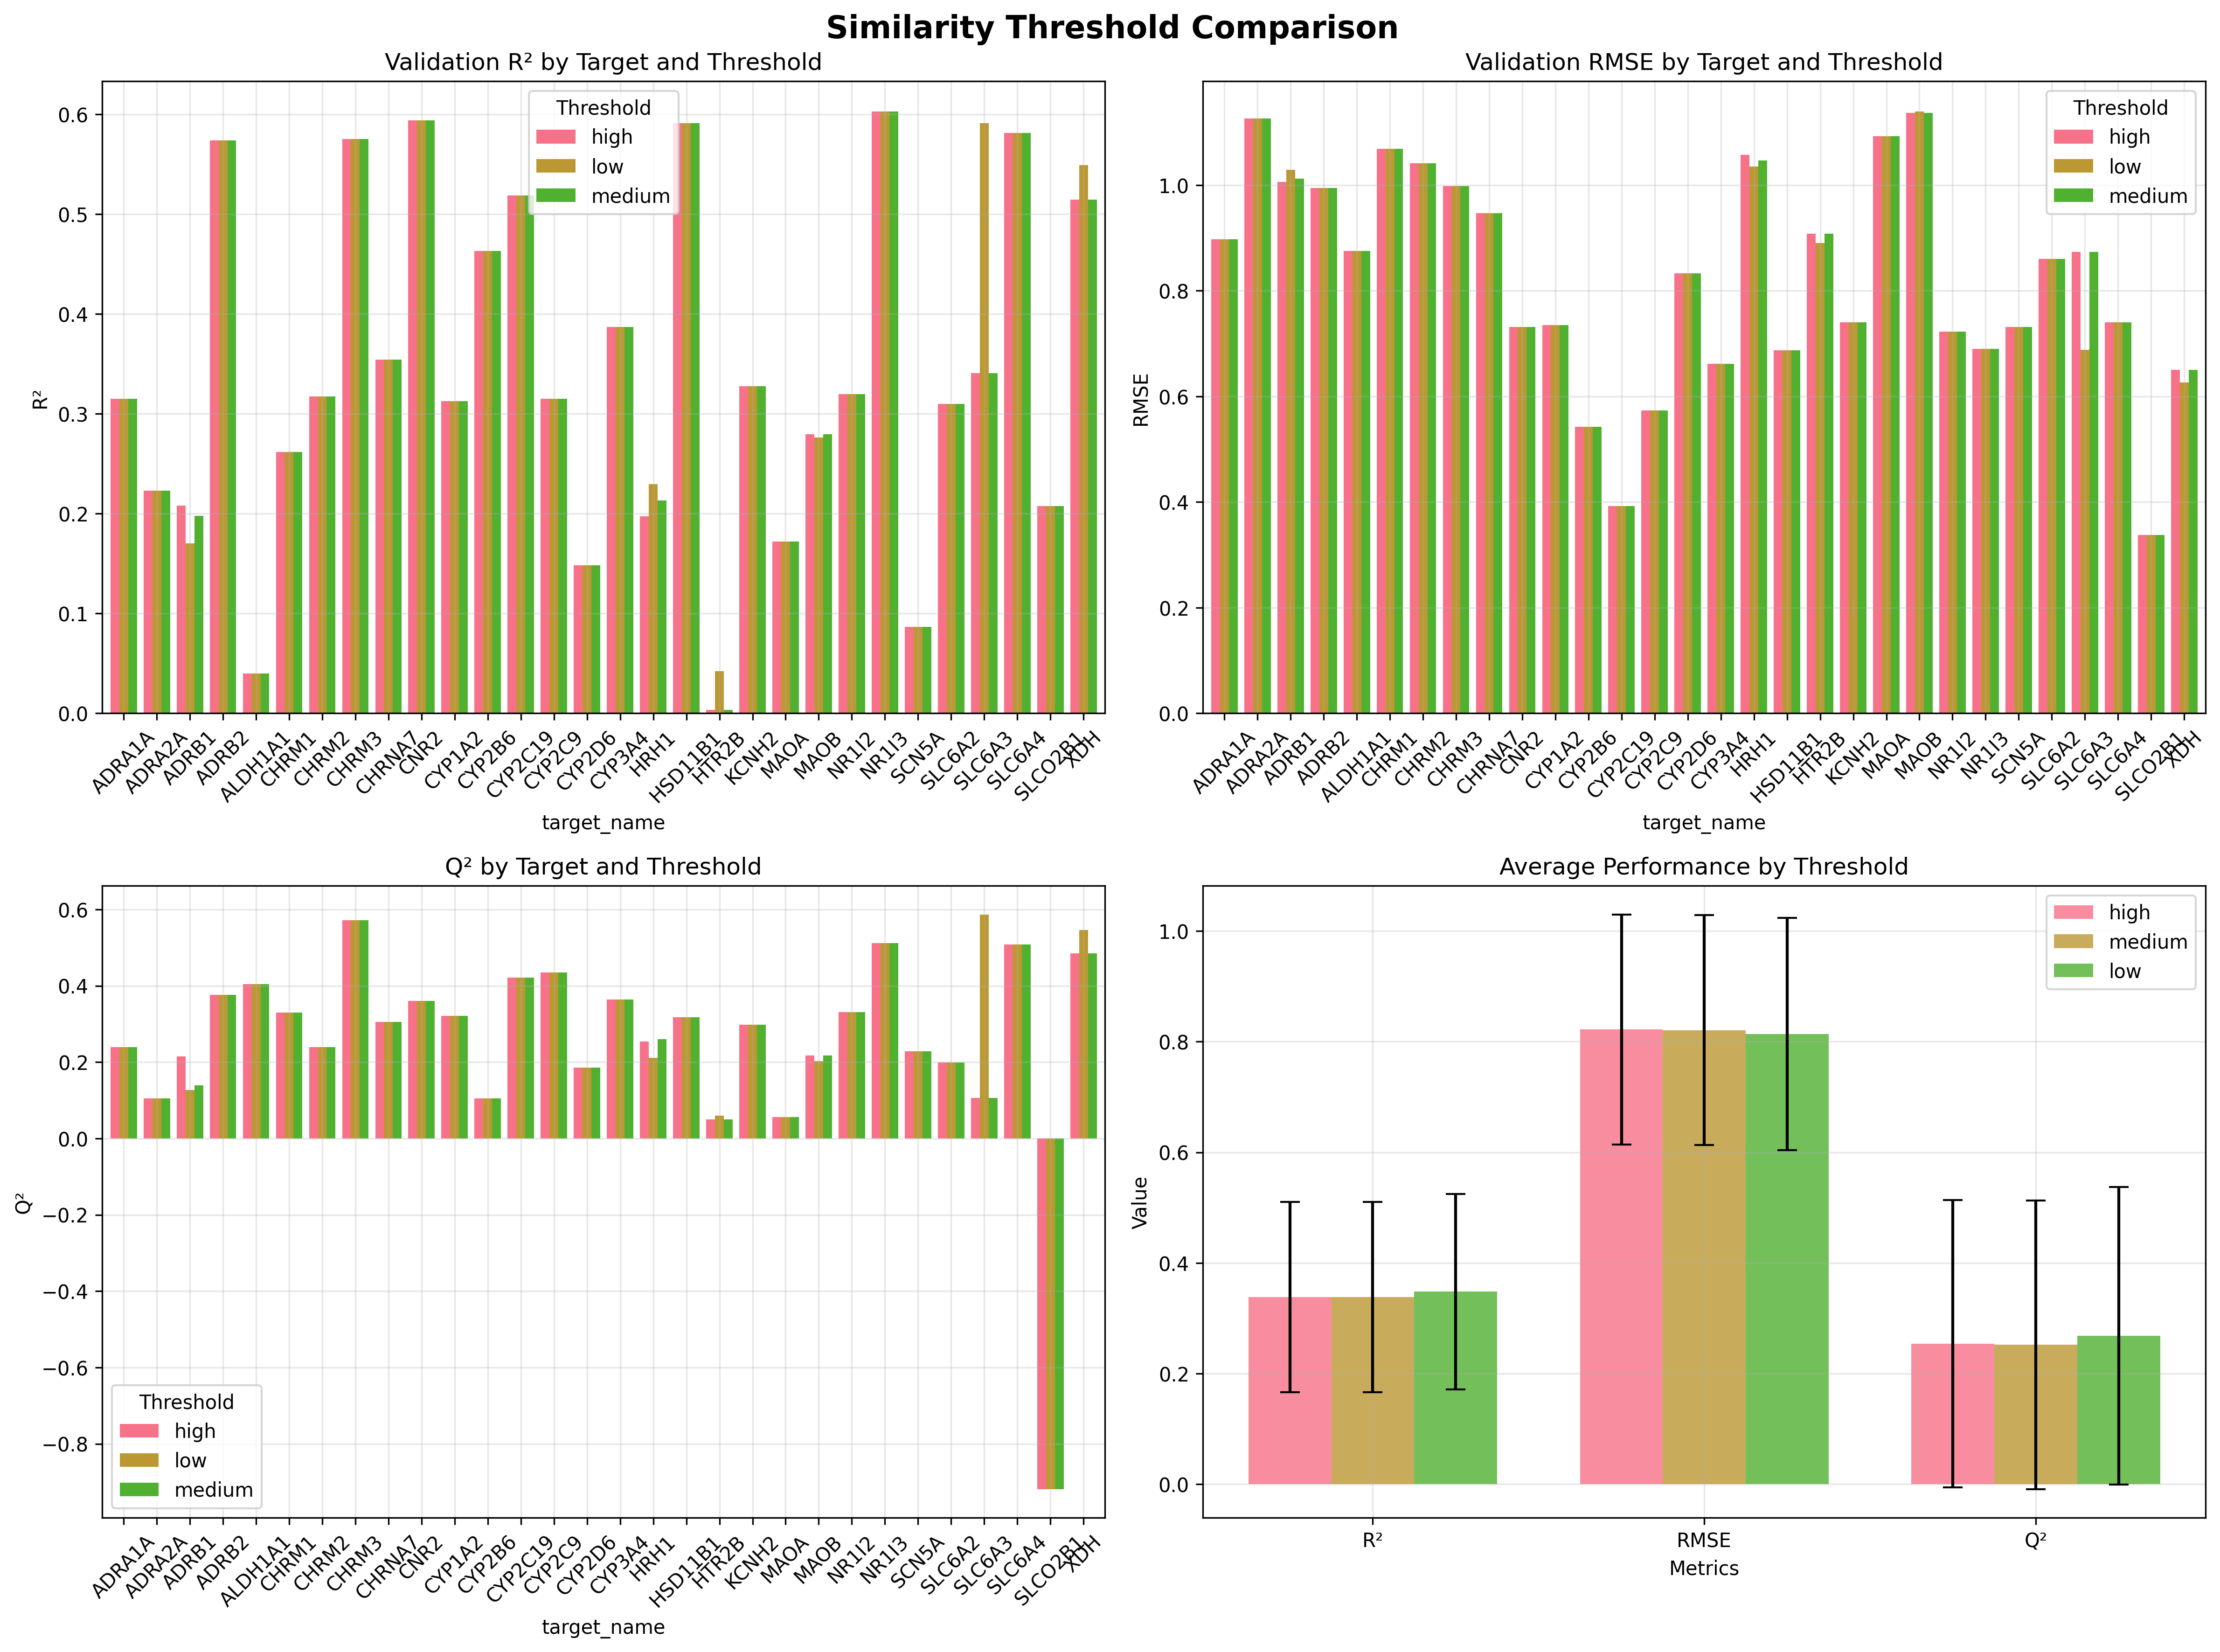 Similarity Threshold Comparison
Validation R² by Target and Threshold
R²
0.6
0.5
0.4
0.3
0.2
0.1
0.0
Threshold
high
low
medium
ADRA1A
ADRA2A
ADRB1
ADRB2
ALDH1A1
CHRM1
CHRM2
CHRM3
CHRNA7
CNR2
CYP1A2
CYP2B6
CYP2C19
CYP2C9
CYP2D6
CYP3A4
HRH1
HSD11B1
HTR2B
KCNH2
MAOA
MAOB
NR1I2
NR1I3
SCN5A
SLC6A2
SLC6A3
SLC6A4
SLCO2B1
XDH
target_name
Validation RMSE by Target and Threshold
RMSE
1.0
0.8
0.6
0.4
0.2
0.0
Threshold
high
low
medium
ADRA1A
ADRA2A
ADRB1
ADRB2
ALDH1A1
CHRM1
CHRM2
CHRM3
CHRNA7
CNR2
CYP1A2
CYP2B6
CYP2C19
CYP2C9
CYP2D6
CYP3A4
HRH1
HSD11B1
HTR2B
KCNH2
MAOA
MAOB
NR1I2
NR1I3
SCN5A
SLC6A2
SLC6A3
SLC6A4
SLCO2B1
XDH
target_name
Q² by Target and Threshold
Q²
0.6
0.4
0.2
0.0
−0.2
−0.4
−0.6
−0.8
Threshold
high
low
medium
ADRA1A
ADRA2A
ADRB1
ADRB2
ALDH1A1
CHRM1
CHRM2
CHRM3
CHRNA7
CNR2
CYP1A2
CYP2B6
CYP2C19
CYP2C9
CYP2D6
CYP3A4
HRH1
HSD11B1
HTR2B
KCNH2
MAOA
MAOB
NR1I2
NR1I3
SCN5A
SLC6A2
SLC6A3
SLC6A4
SLCO2B1
XDH
target_name
Average Performance by Threshold
Value
1.0
0.8
0.6
0.4
0.2
0.0
high
medium
low
R²
RMSE
Q²
Metrics